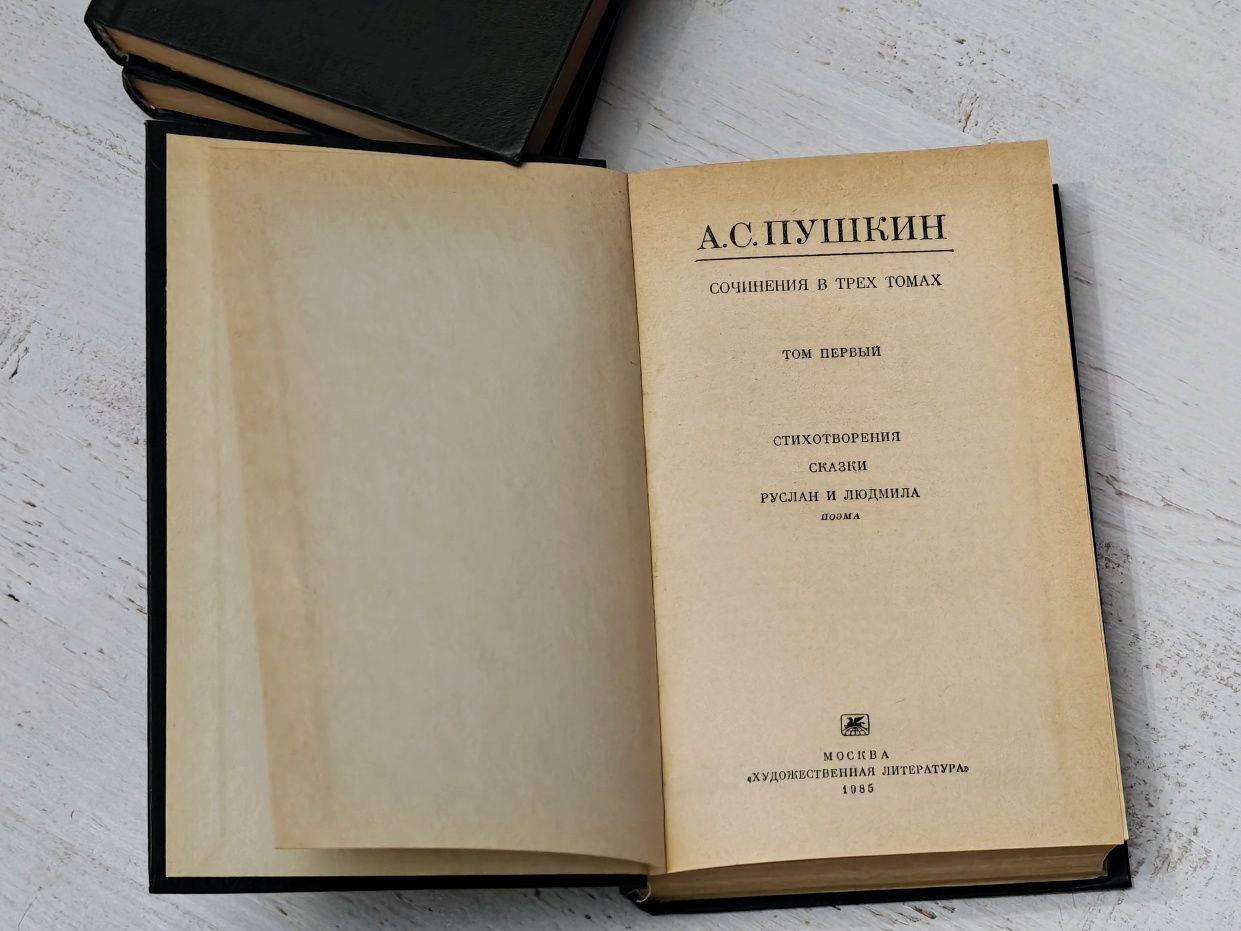 А.С.ПУШКИН
СОЧИНЕНИЯ В ТРЕХ ТОМАХ
ТОМ ПЕРВЫЙ
СТИХОТВОРЕНИЯ
СКАЗКИ
РУСЛАН И ЛЮДМИЛА
ПОЭМА
МОСКВА
«ХУДОЖЕСТВЕННАЯ ЛИТЕРАТУРА»
1985